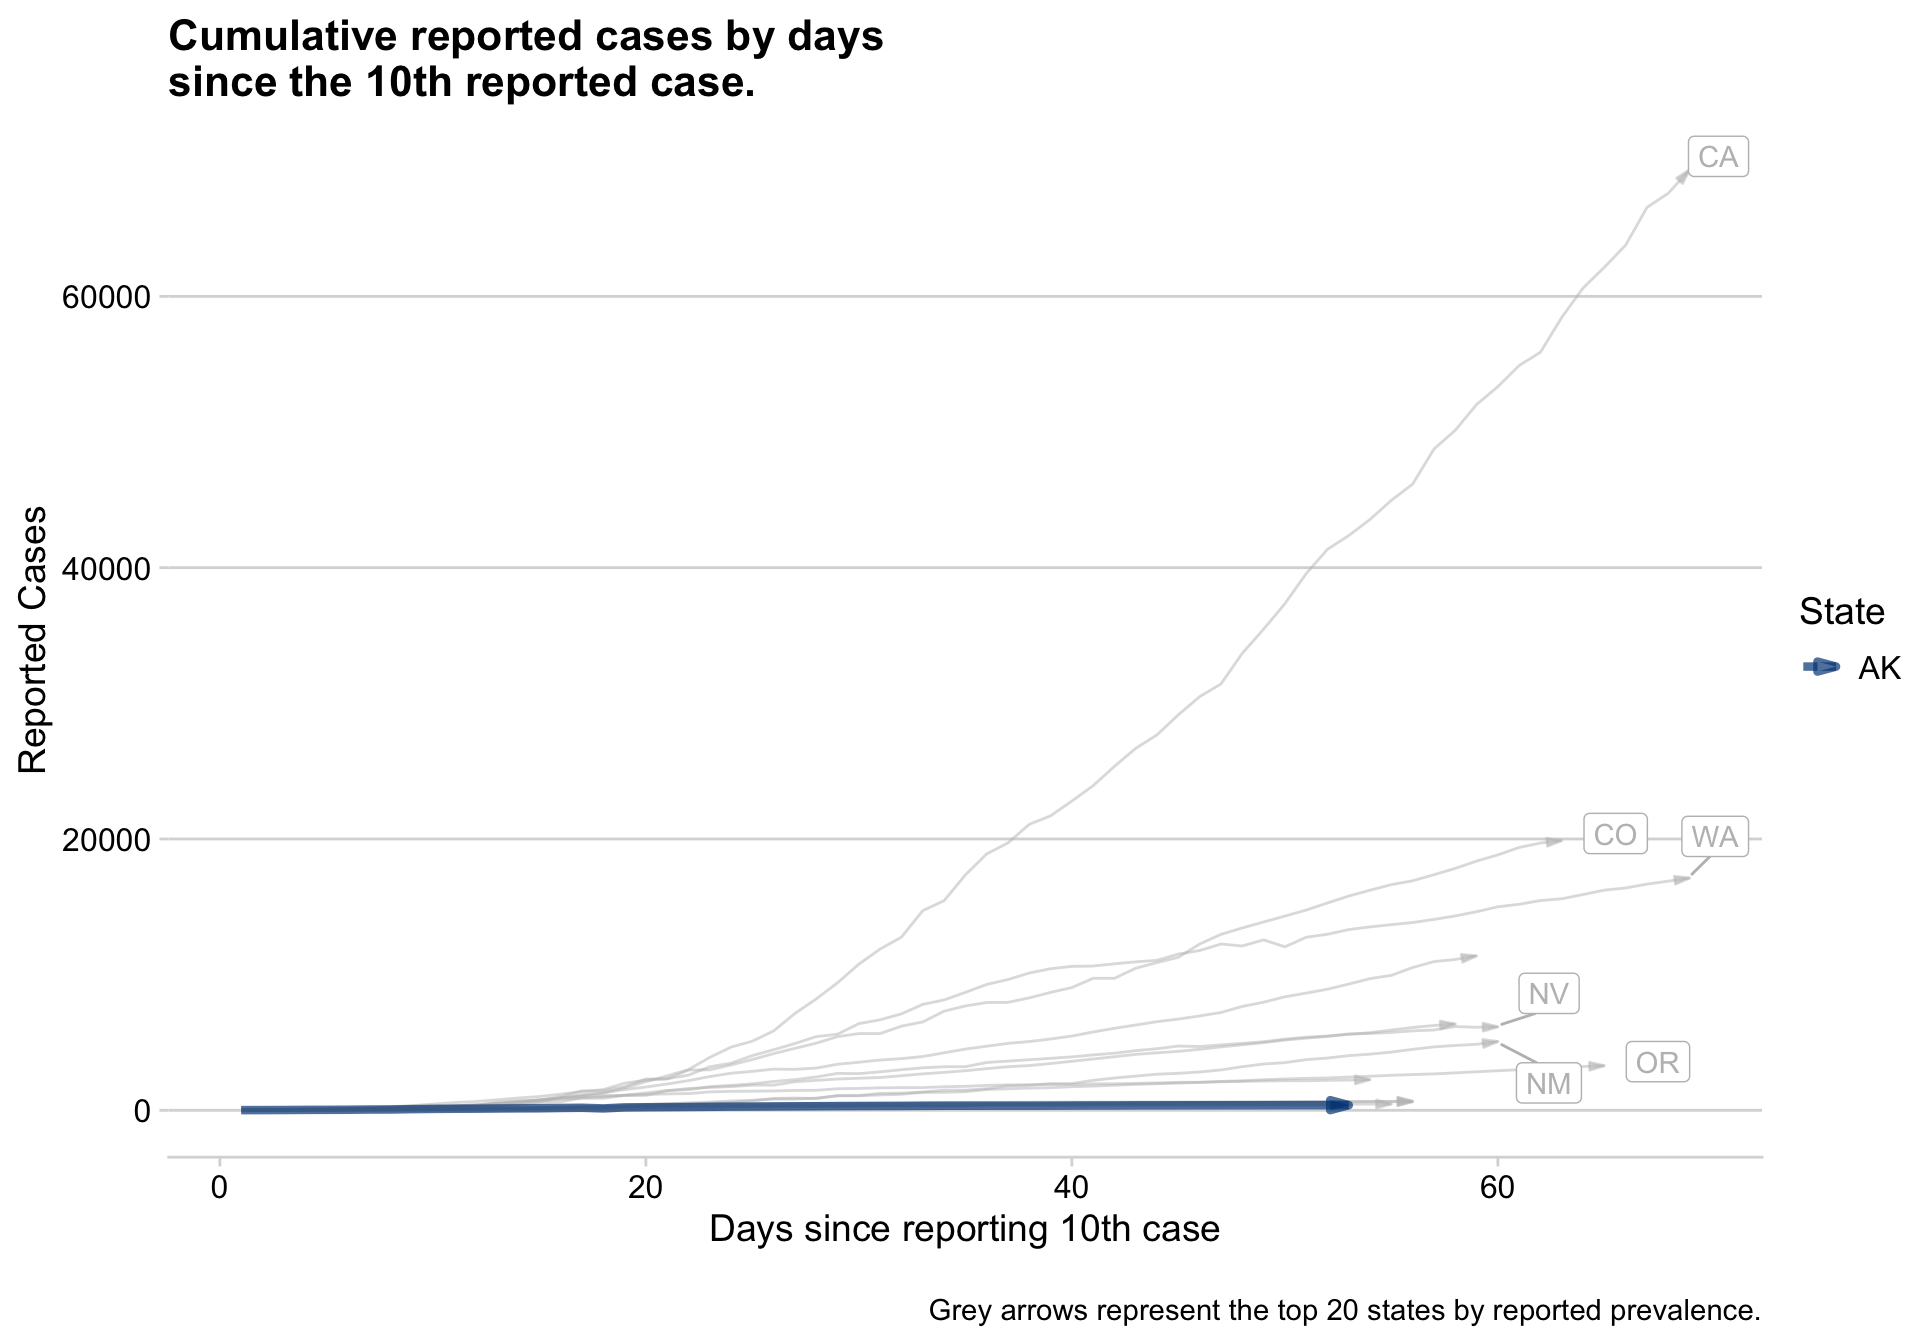 Cumulative reported cases by days
since the 10th reported case.
CA
60000
40000
20000
0
CO
WA
NV
OR
NM
Reported Cases
State
AK
0
20
40
60
Days since reporting 10th case
Grey arrows represent the top 20 states by reported prevalence.